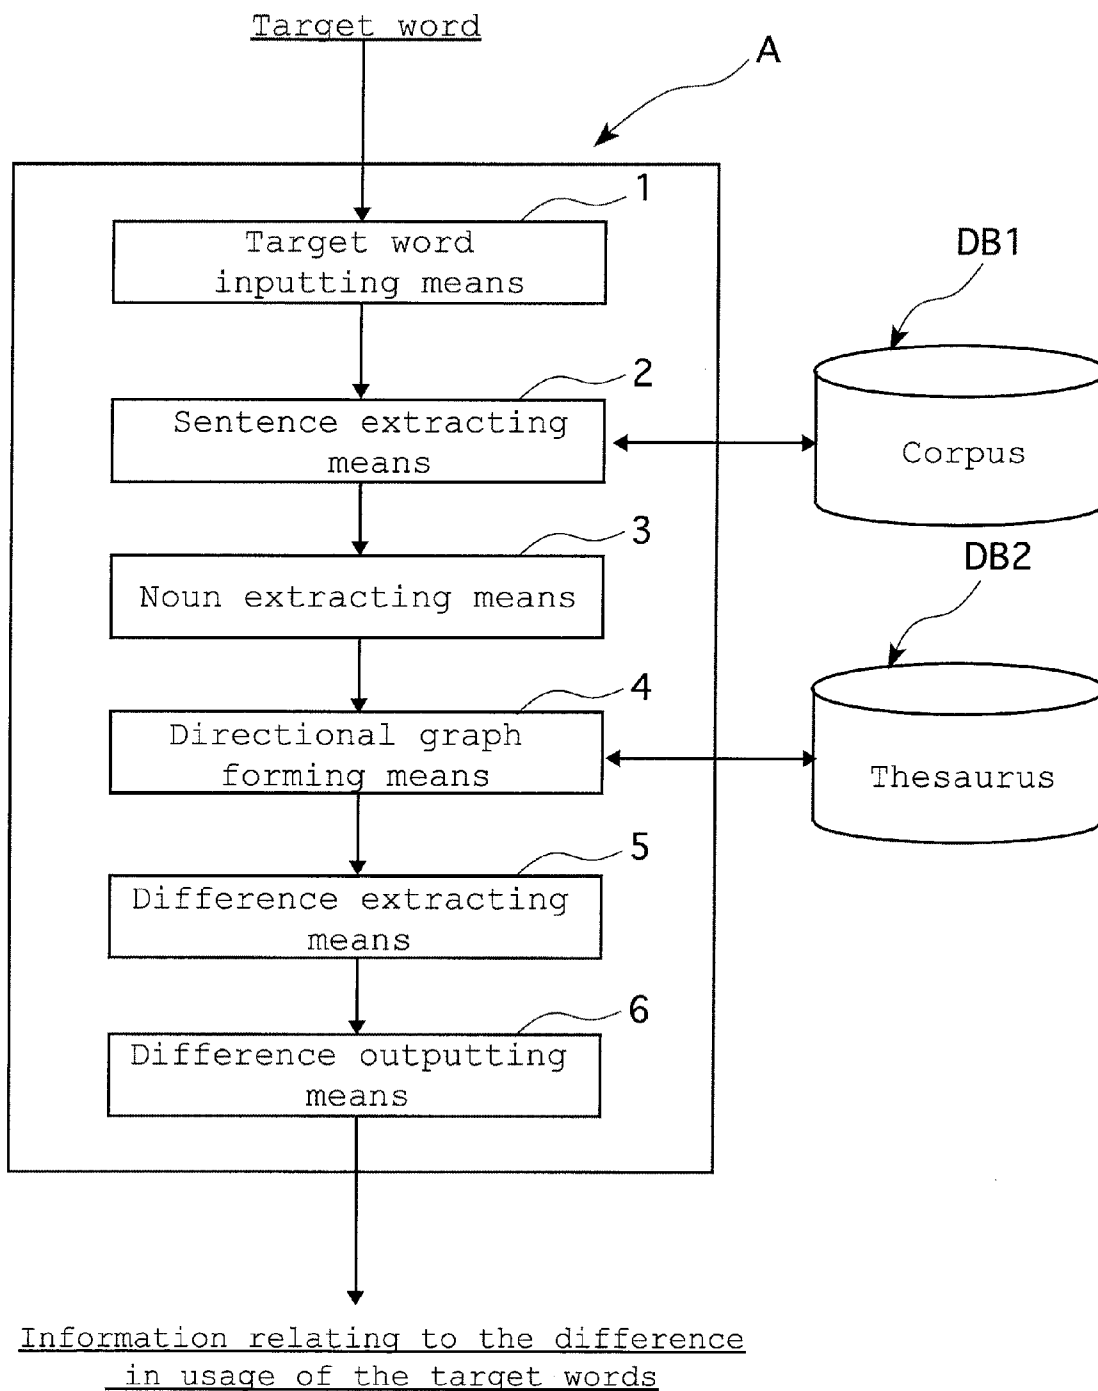 Target word
A
1
Target word
inputting means
DB1
2
Sentence extracting
means
Corpus
3
Noun extracting means
DB2
4
Directional graph
forming means
Thesaurus
5
Difference extracting
means
6
Difference outputting
means
Information relating to the difference
in usage of the target words